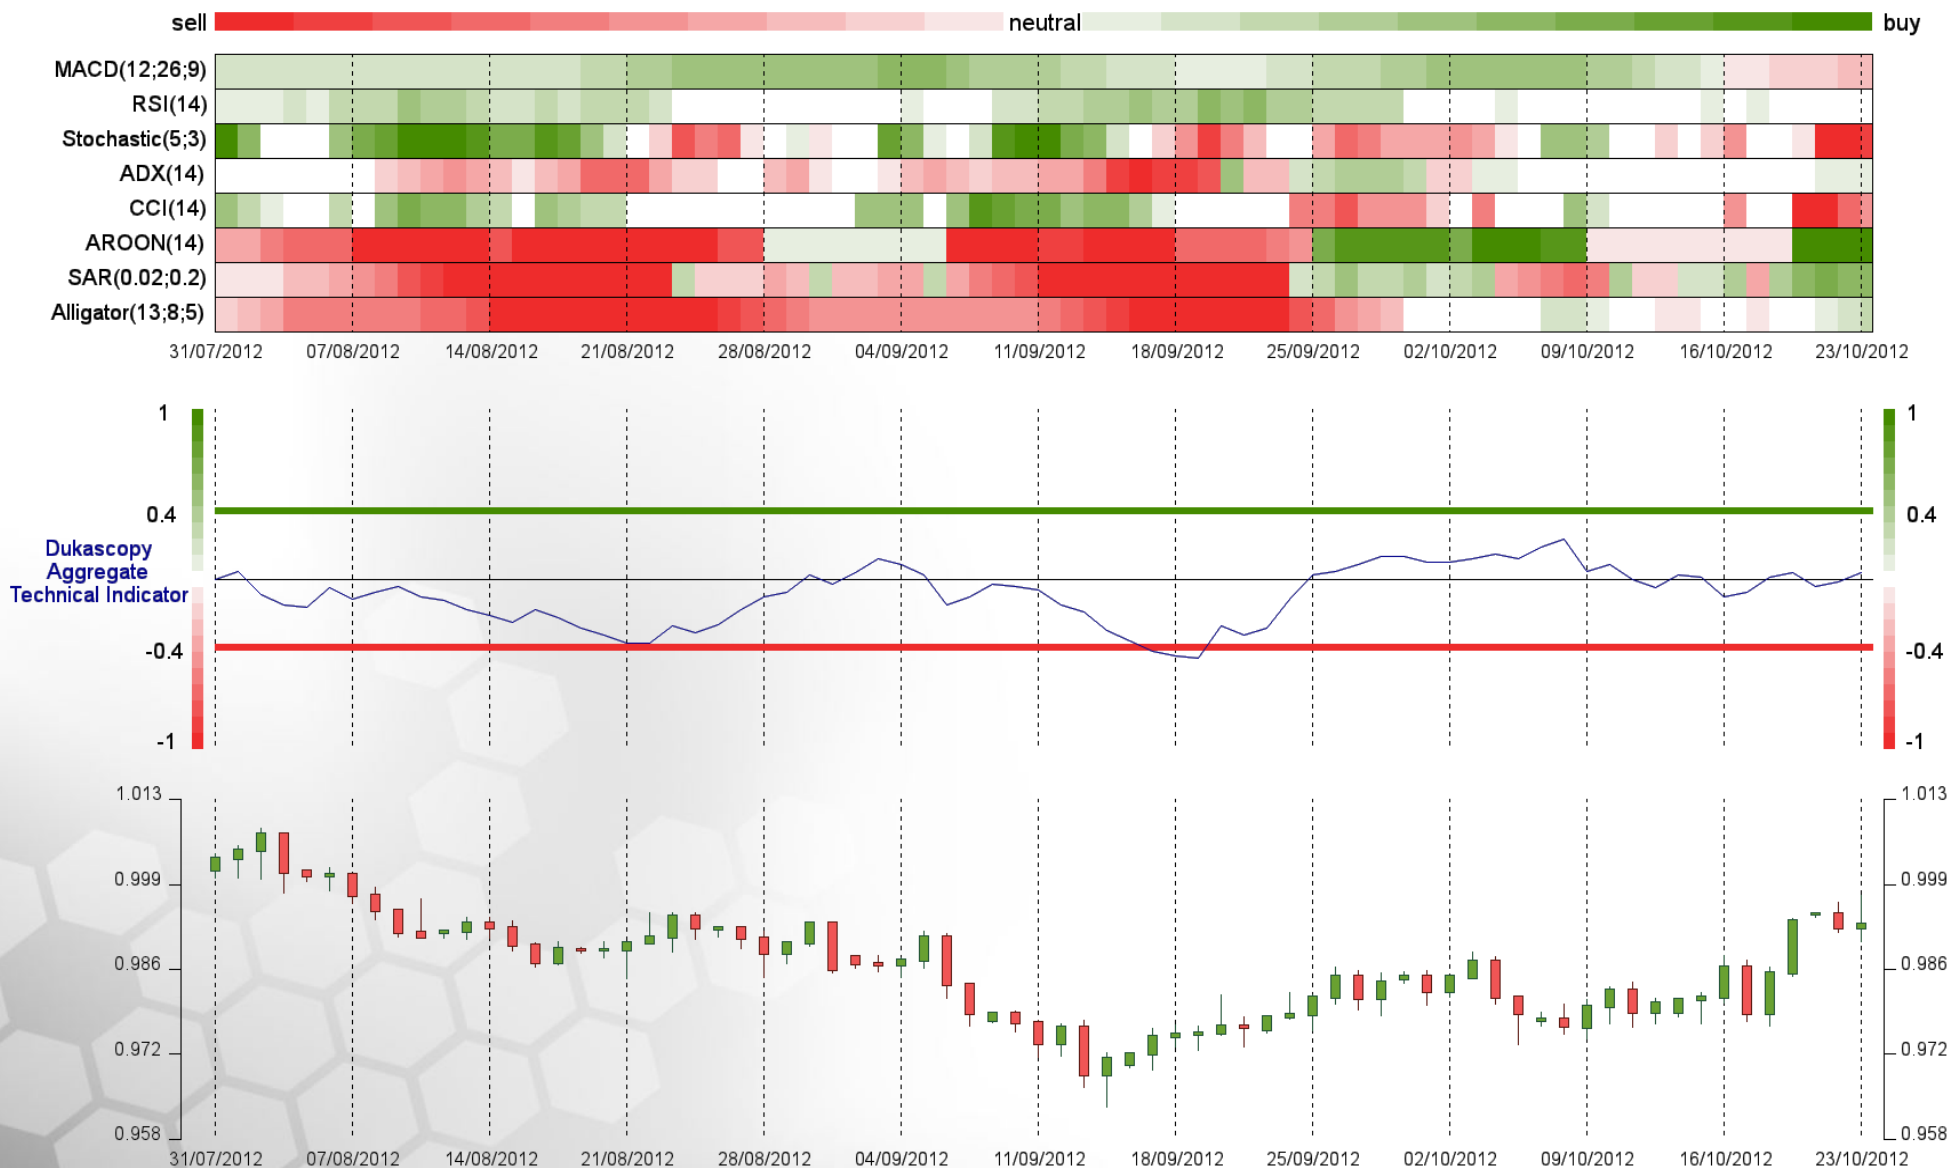 sell neutral buy
MACD(12;26;9)
RSI(14)
Stochastic(5;3)
ADX(14)
CCI(14)
AROON(14)
SAR(0.02;0.2)
Alligator(13;8;5)
31/07/2012 07/08/2012 14/08/2012 21/08/2012 28/08/2012 04/09/2012 11/09/2012 18/09/2012 25/09/2012 02/10/2012 09/10/2012 16/10/2012 23/10/2012
1 1
0.4 0.4
Dukascopy
Aggregate
Technical Indicator
-0.4 -0.4
-1 -1
1.013 1.013
0.999 0.999
0.986 0.986
0.972 0.972
0.958 0.958
31/07/2012 07/08/2012 14/08/2012 21/08/2012 28/08/2012 04/09/2012 11/09/2012 18/09/2012 25/09/2012 02/10/2012 09/10/2012 16/10/2012 23/10/2012